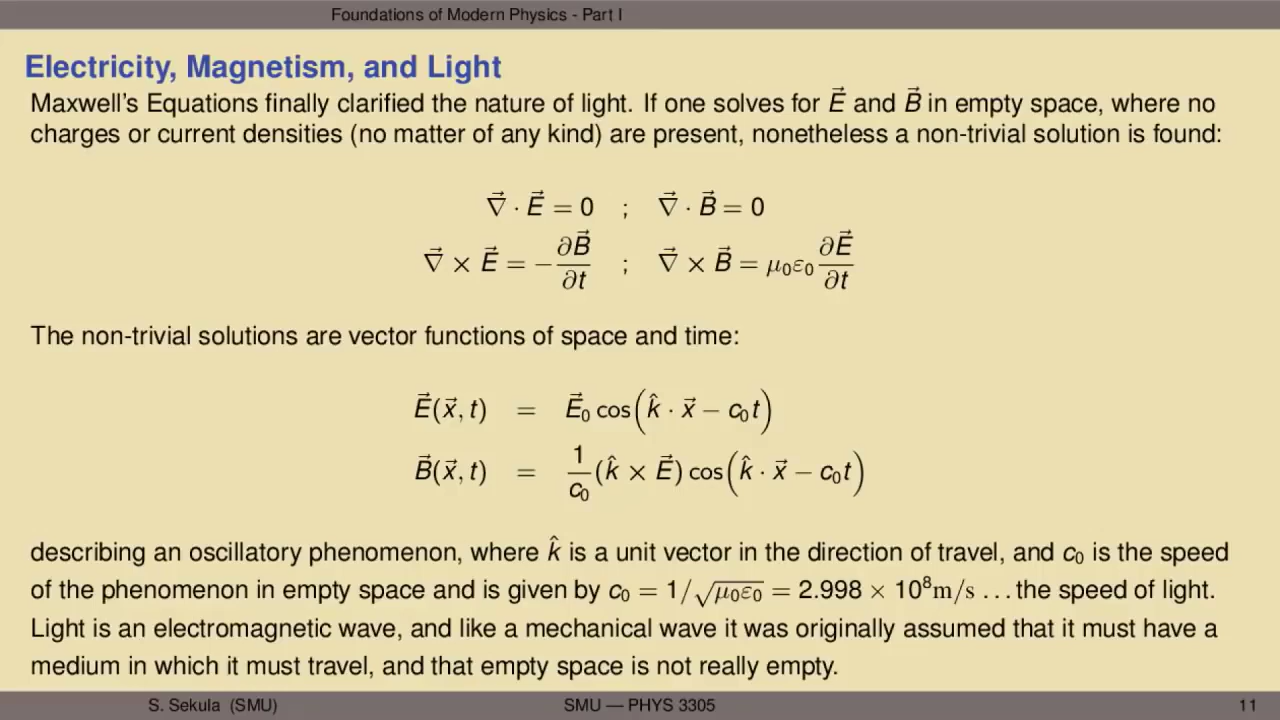 Foundations of Modern Physics - Part I
Electricity, Magnetism, and Light
Maxwell's Equations finally clarified the nature of light. If one solves for E⃗ and B⃗ in empty space, where no
charges or current densities (no matter of any kind) are present, nonetheless a non-trivial solution is found:
∇⃗ · E⃗ = 0 ; ∇⃗ · B⃗ = 0
∇⃗ × E⃗ = −∂B⃗/∂t ; ∇⃗ × B⃗ = μ₀ε₀ ∂E⃗/∂t
The non-trivial solutions are vector functions of space and time:
E⃗(x⃗, t) = E⃗₀ cos(k̂ · x⃗ − c₀t)
B⃗(x⃗, t) = 1/c₀ (k̂ × E⃗) cos(k̂ · x⃗ − c₀t)
describing an oscillatory phenomenon, where k̂ is a unit vector in the direction of travel, and c₀ is the speed
of the phenomenon in empty space and is given by c₀ = 1/√μ₀ε₀ = 2.998 × 10⁸m/s ...the speed of light.
Light is an electromagnetic wave, and like a mechanical wave it was originally assumed that it must have a
medium in which it must travel, and that empty space is not really empty.
S. Sekula (SMU) SMU — PHYS 3305 11